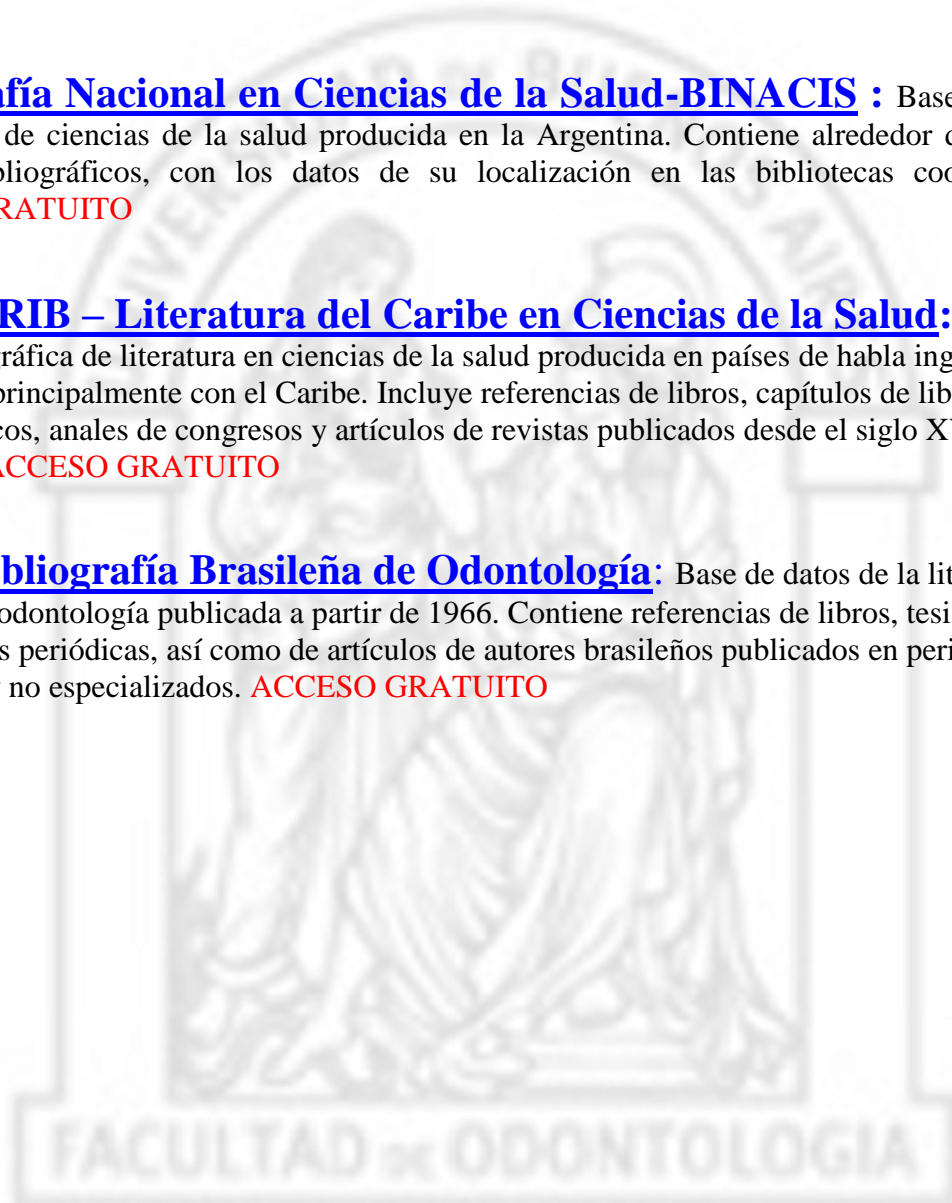 afía Nacional en Ciencias de la Salud-BINACIS : Base
de ciencias de la salud producida en la Argentina. Contiene alrededor
bliográficos, con los datos de su localización en las bibliotecas coo
RATUITO
RIB – Literatura del Caribe en Ciencias de la Salud:
gráfica de literatura en ciencias de la salud producida en países de habla ing
principalmente con el Caribe. Incluye referencias de libros, capítulos de lib
cos, anales de congresos y artículos de revistas publicados desde el siglo XV
ACCESO GRATUITO
bliografía Brasileña de Odontología: Base de datos de la lit
odontología publicada a partir de 1966. Contiene referencias de libros, tesi
s periódicas, así como de artículos de autores brasileños publicados en peri
no especializados. ACCESO GRATUITO
FACULTAD DE ODONTOLOGIA